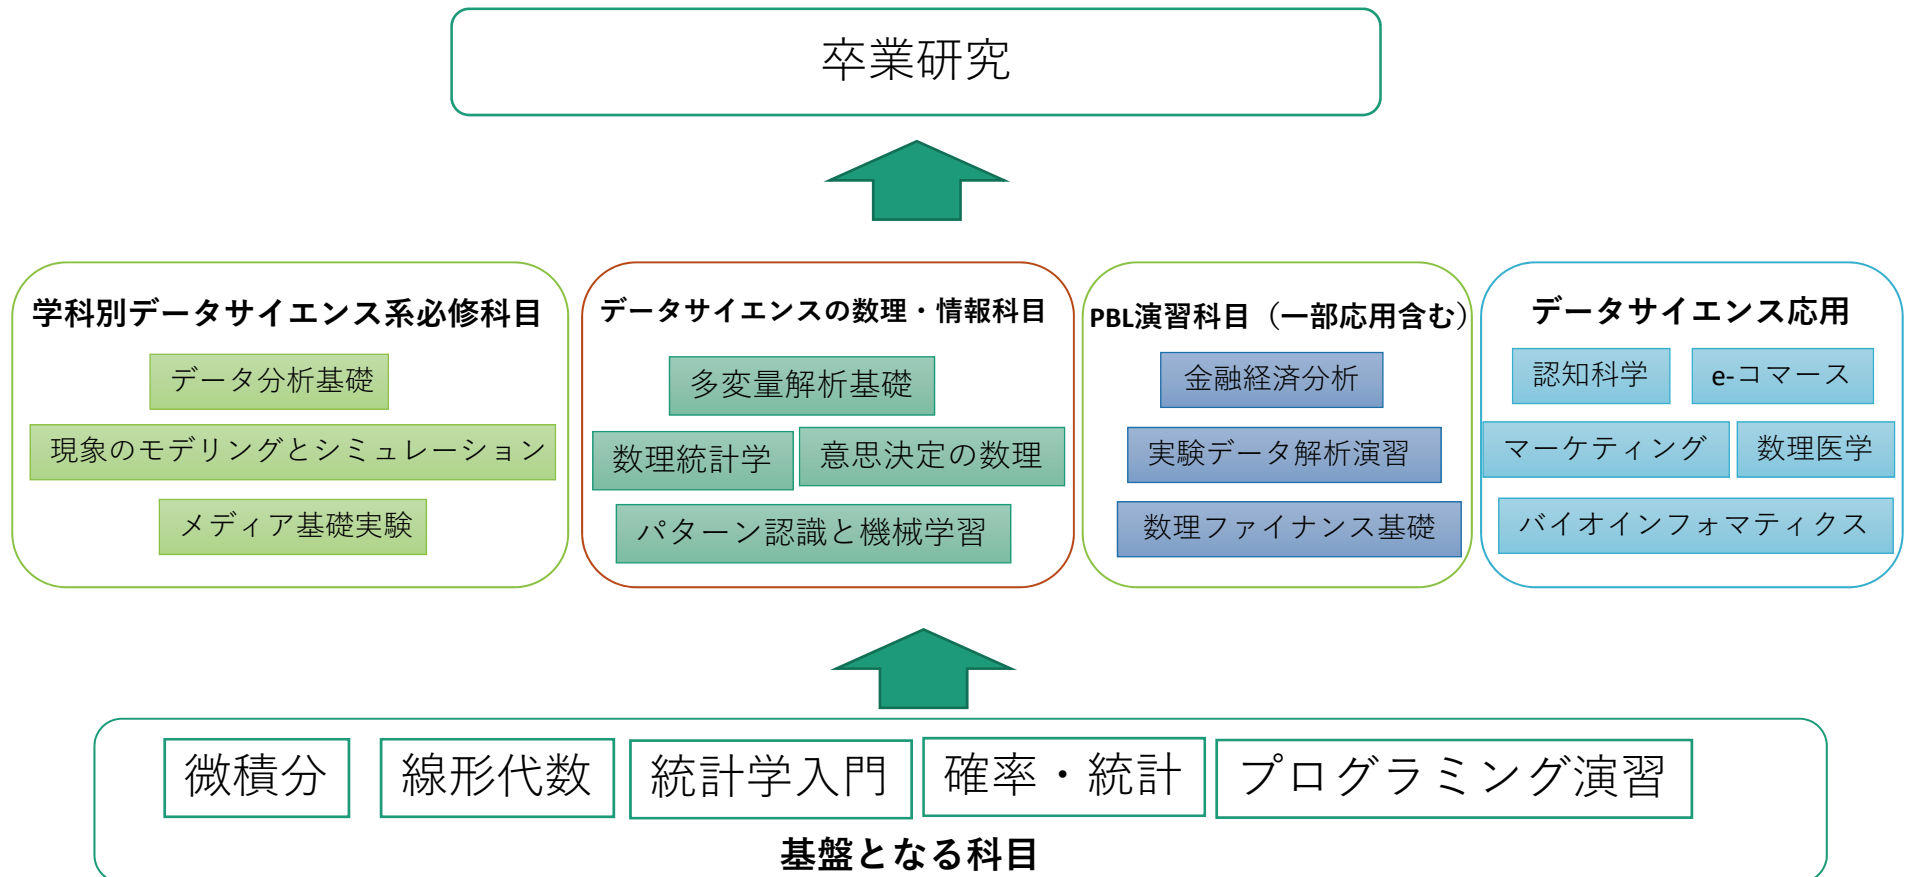 卒業研究
学科別データサイエンス系必修科目
データ分析基礎
現象のモデリングとシミュレーション
メディア基礎実験
データサイエンスの数理・情報科目
多変量解析基礎
数理統計学
意思決定の数理
パターン認識と機械学習
PBL演習科目（一部応用含む）
金融経済分析
実験データ解析演習
数理ファイナンス基礎
データサイエンス応用
認知科学
e-コマース
マーケティング
数理医学
バイオインフォマティクス
微積分
線形代数
統計学入門
確率・統計
プログラミング演習
基盤となる科目